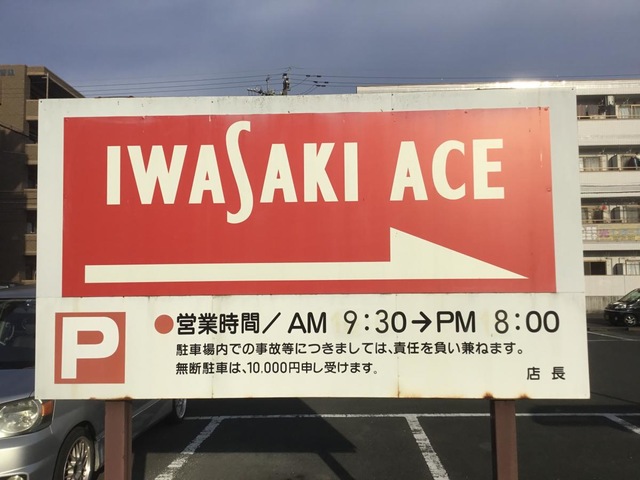 IWASAKI ACE
P
●営業時間/AM 9:30→PM 8:00
駐車場内での事故等につきましては、責任を負い兼ねます。
無断駐車は、10.000円申し受けます。
店長